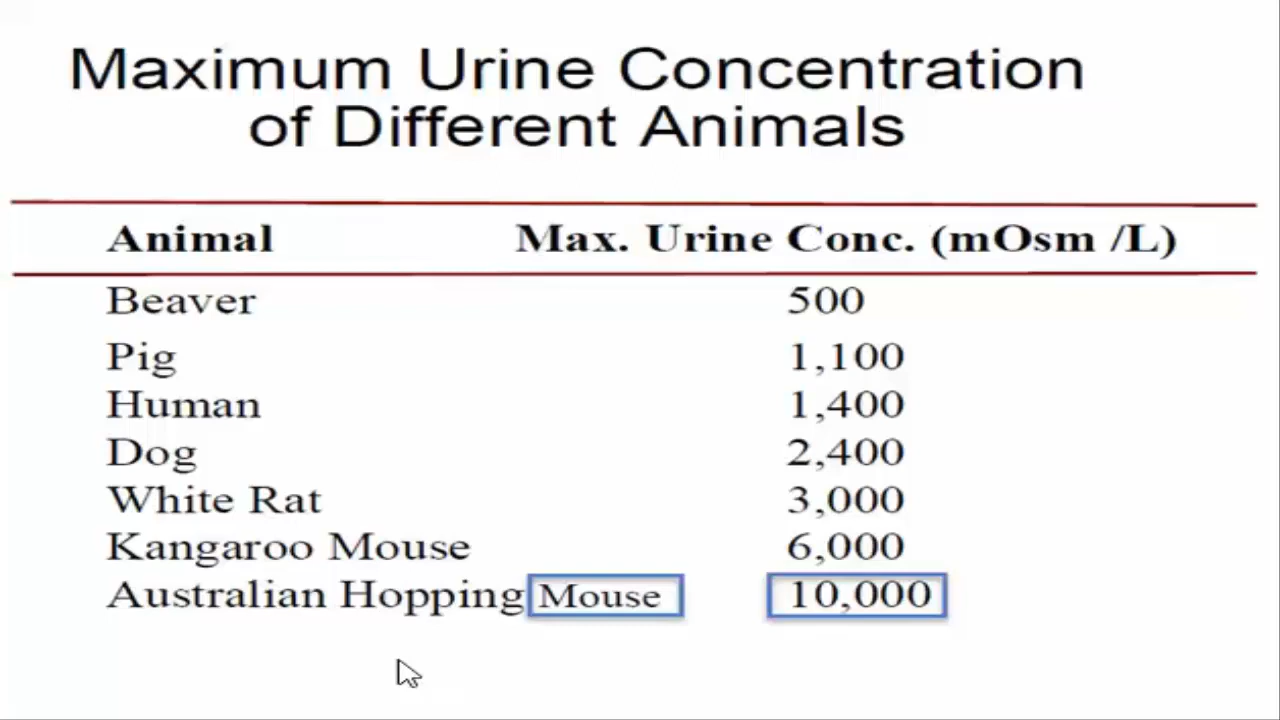 Maximum Urine Concentration
of Different Animals
Animal Max. Urine Conc. (mOsm /L)
Beaver 500
Pig 1,100
Human 1,400
Dog 2,400
White Rat 3,000
Kangaroo Mouse 6,000
Australian Hopping Mouse 10,000